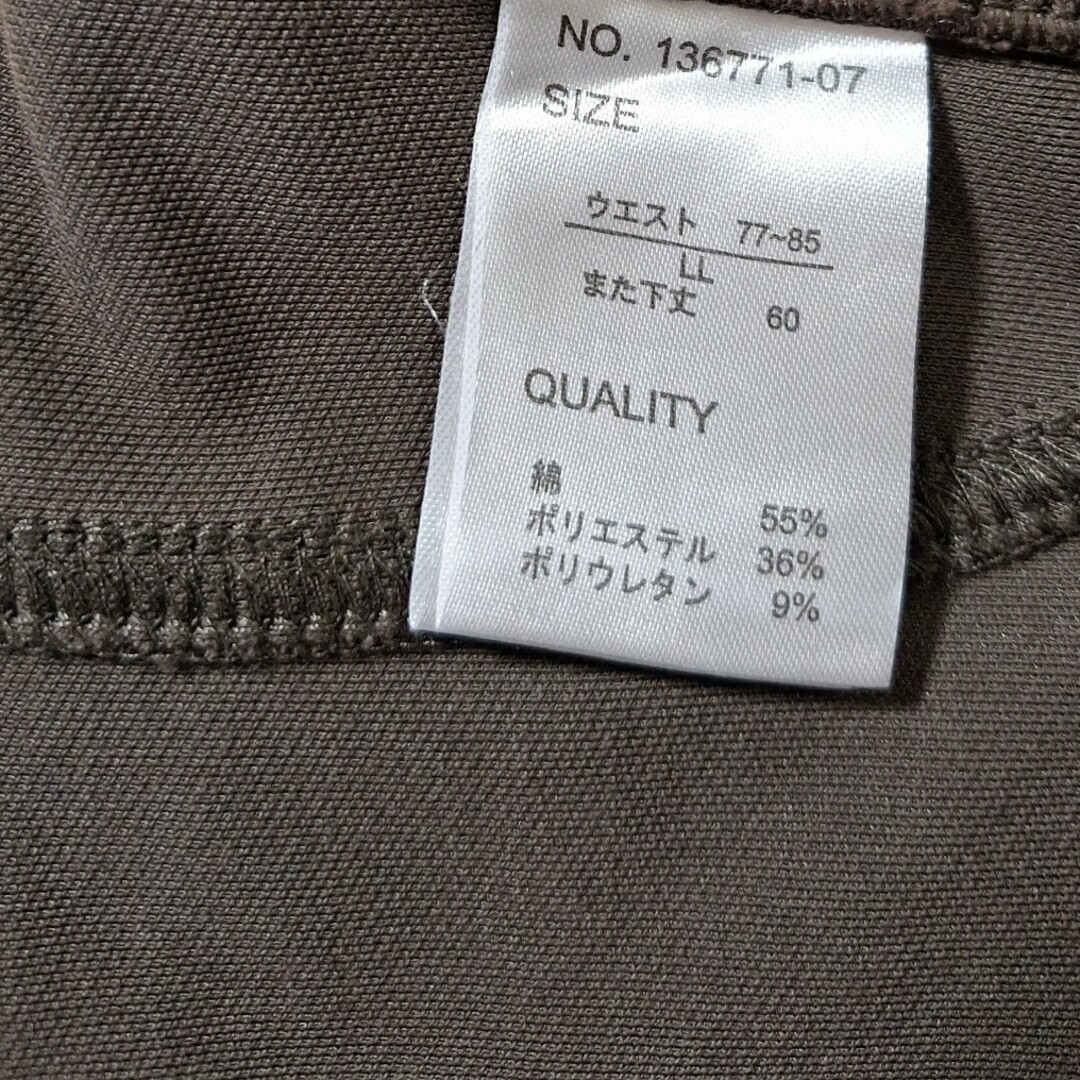 NO. 136771-07
SIZE
ウエスト 77~85
LL
また下丈 60
QUALITY
綿 55%
ポリエステル 36%
ポリウレタン 9%